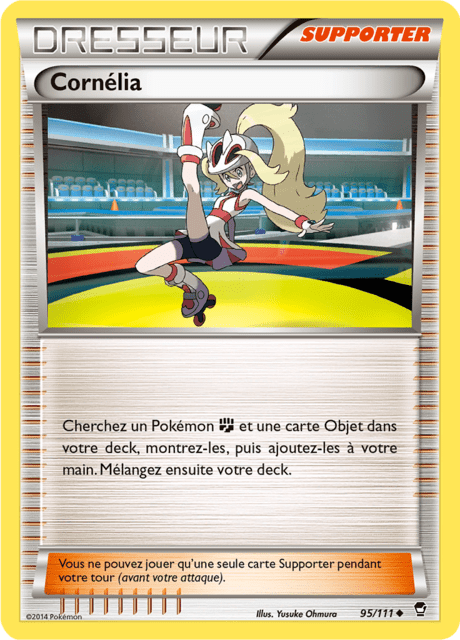 DRESSEUR
SUPPORTER
Cornélia
Cherchez un Pokémon et une carte Objet dans
votre deck, montrez-les, puis ajoutez-les à votre
main. Mélangez ensuite votre deck.
Vous ne pouvez jouer qu'une seule carte Supporter pendant
votre tour (avant votre attaque).
©2014 Pokémon
Illus. Yusuke Ohmura
95/111